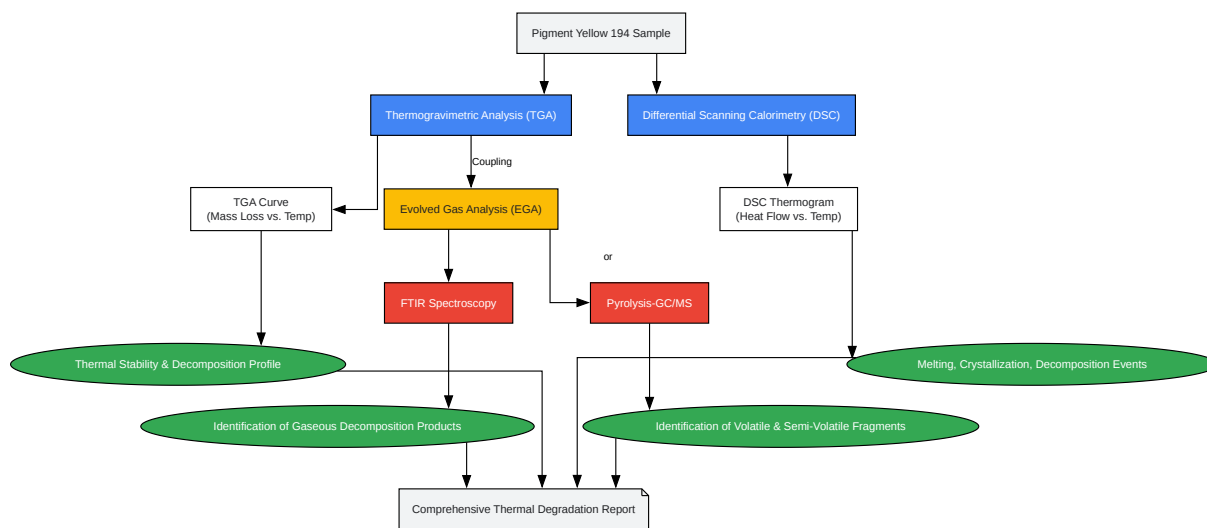 Pigment Yellow 194 Sample
Thermogravimetric Analysis (TGA)
Differential Scanning Calorimetry (DSC)
Coupling
TGA Curve
(Mass Loss vs. Temp)
Evolved Gas Analysis (EGA)
DSC Thermogram
(Heat Flow vs. Temp)
or
FTIR Spectroscopy
Pyrolysis-GC/MS
Thermal Stability & Decomposition Profile
Melting, Crystallization, Decomposition Events
Identification of Gaseous Decomposition Products
Identification of Volatile & Semi-Volatile Fragments
Comprehensive Thermal Degradation Report